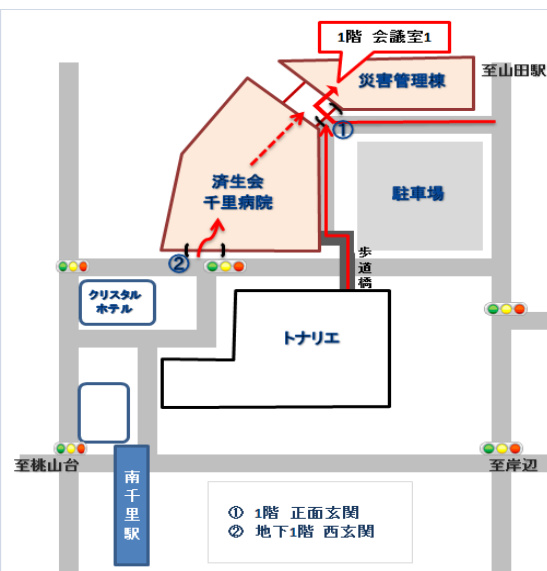 1階 会議室1
災害管理棟
至山田駅
①
済生会
千里病院
駐車場
②
歩道橋
クリスタル
ホテル
トナリエ
至桃山台
至岸辺
南千里駅
① 1階 正面玄関
② 地下1階 西玄関